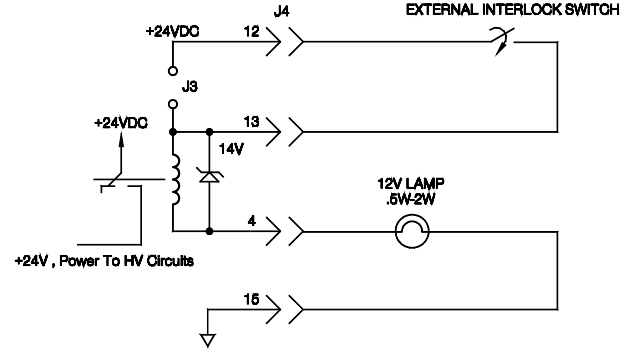 J4
EXTERNAL INTERLOCK SWITCH
+24VDC
12
J3
+24VDC
13
14V
12V LAMP
.5W-2W
4
+24V , Power To HV Circuits
15